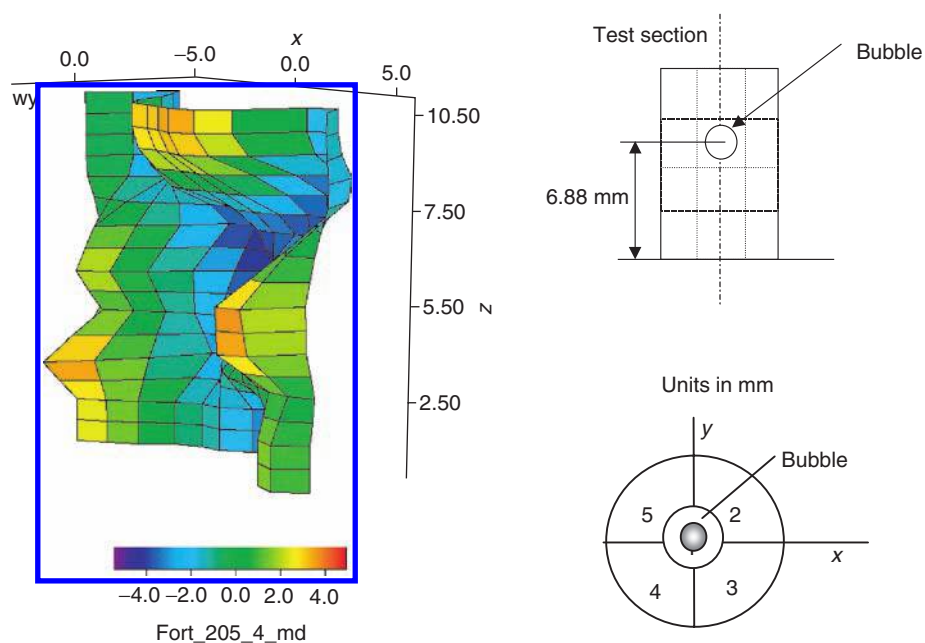 x
0.0
−5.0
0.0
5.0
wy
10.50
7.50
5.50
z
2.50
−4.0 −2.0 0.0 2.0 4.0
Fort_205_4_md
Test section
Bubble
6.88 mm
Units in mm
y
Bubble
5
2
x
4
3